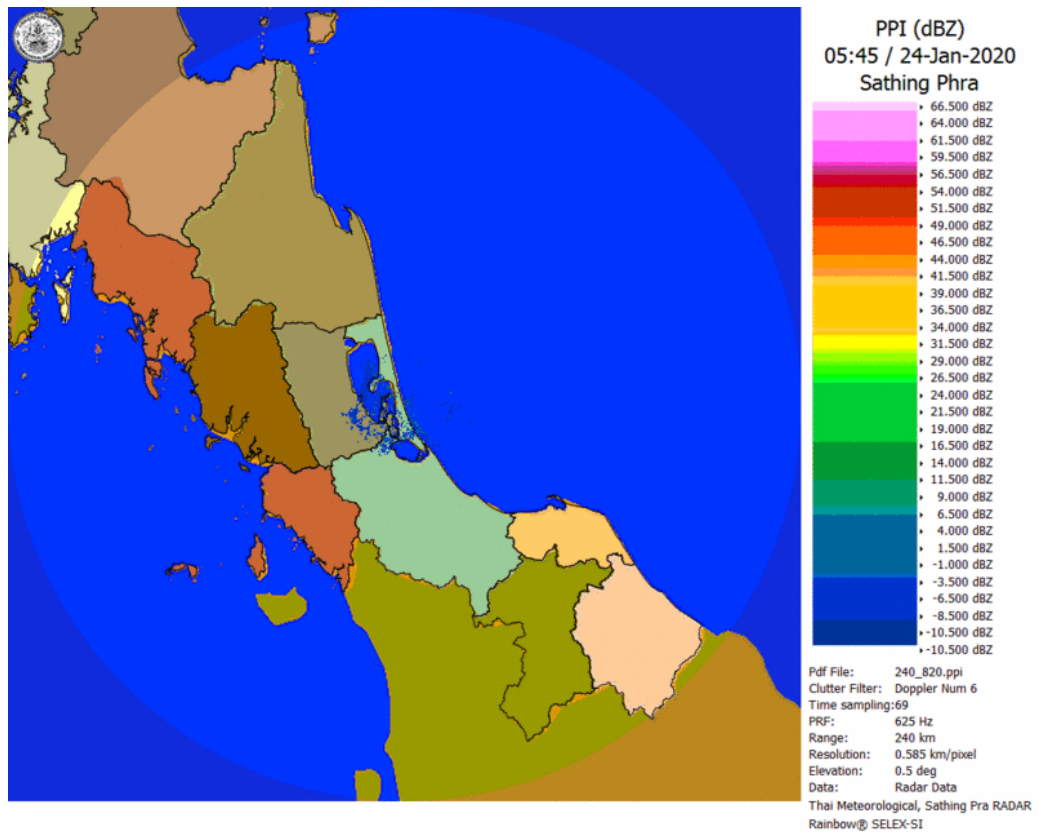 PPI (dBZ)
05:45 / 24-Jan-2020
Sathing Phra
66.500 dBZ
64.000 dBZ
61.500 dBZ
59.500 dBZ
56.500 dBZ
54.000 dBZ
51.500 dBZ
49.000 dBZ
46.500 dBZ
44.000 dBZ
41.500 dBZ
39.000 dBZ
36.500 dBZ
34.000 dBZ
31.500 dBZ
29.000 dBZ
26.500 dBZ
24.000 dBZ
21.500 dBZ
19.000 dBZ
16.500 dBZ
14.000 dBZ
11.500 dBZ
9.000 dBZ
6.500 dBZ
4.000 dBZ
1.500 dBZ
-1.000 dBZ
-3.500 dBZ
-6.500 dBZ
-8.500 dBZ
-10.500 dBZ
-10.500 dBZ
Pdf File: 240_820.ppi
Clutter Filter: Doppler Num 6
Time sampling:69
PRF: 625 Hz
Range: 240 km
Resolution: 0.585 km/pixel
Elevation: 0.5 deg
Data: Radar Data
Thai Meteorological, Sathing Pra RADAR
Rainbow® SELEX-SI